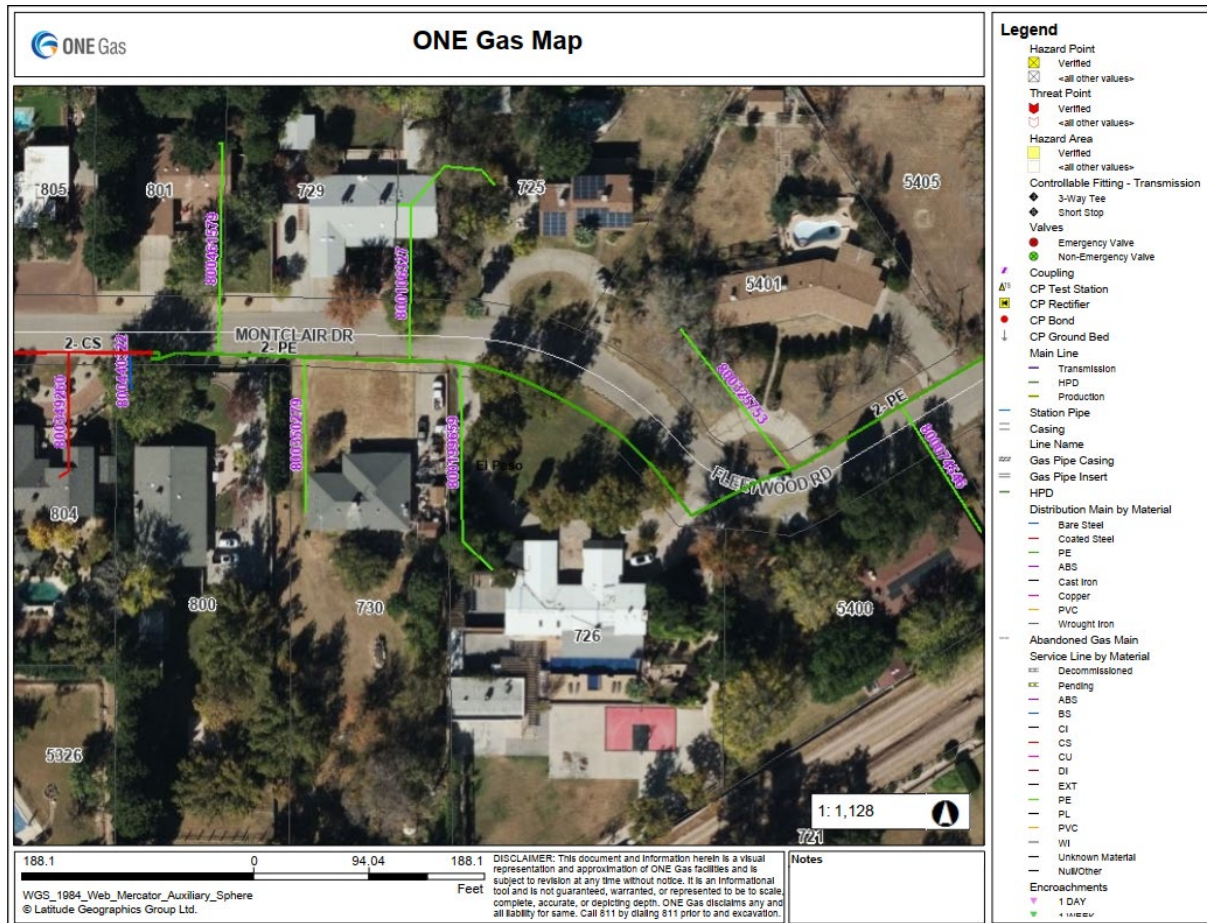 ONE Gas
ONE Gas Map
805
801
729
725
5405
5401
800461579
800106927
MONTCLAIR DR
2- CS
2- PE
800349260
800325753
2- PE
800360279
El Paso
FLEETWOOD RD
804
800
730
726
5400
5326
721
1: 1,128
188.1 0 94.04 188.1
Feet
WGS_1984_Web_Mercator_Auxiliary_Sphere
© Latitude Geographics Group Ltd.
DISCLAIMER: This document and information herein is a visual
representation and approximation of ONE Gas facilities and is
subject to revision at any time without notice. It is an informational
tool and is not guaranteed, warranted, or represented to be to scale,
complete, accurate, or depicting depth. ONE Gas disclaims any and
all liability for same. Call 811 by dialing 811 prior to and excavation.
Notes
Legend
Hazard Point
Verified
<all other values>
Threat Point
Verified
<all other values>
Hazard Area
Verified
<all other values>
Controllable Fitting - Transmission
3-Way Tee
Short Stop
Valves
Emergency Valve
Non-Emergency Valve
Coupling
CP Test Station
CP Rectifier
CP Bond
CP Ground Bed
Main Line
Transmission
HPD
Production
Station Pipe
Casing
Line Name
Gas Pipe Casing
Gas Pipe Insert
HPD
Distribution Main by Material
Bare Steel
Coated Steel
PE
ABS
Cast Iron
Copper
PVC
Wrought Iron
Abandoned Gas Main
Service Line by Material
Decommissioned
Pending
ABS
BS
CI
CS
CU
DI
EXT
PE
PL
PVC
WI
Unknown Material
Null/Other
Encroachments
1 DAY
1 WEEK